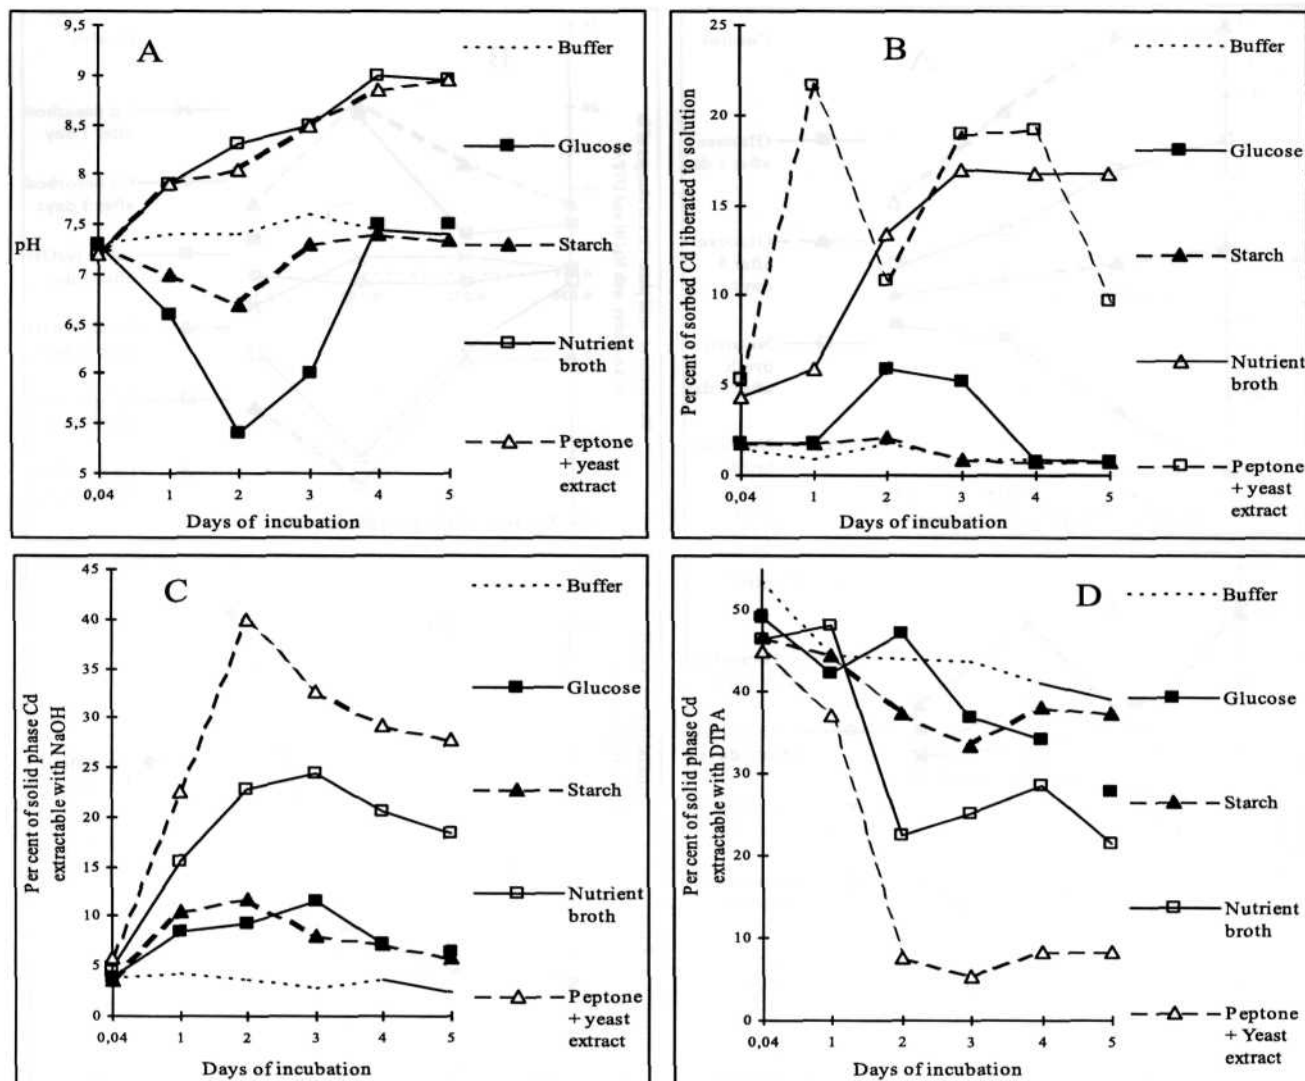 A
9,5
9
8,5
8
7,5
pH
7
6,5
6
5,5
5
0,04 1 2 3 4 5
Days of incubation
Buffer
Glucose
Starch
Nutrient
broth
Peptone
+ yeast
extract
B
Per cent of sorbed Cd liberated to solution
25
20
15
10
5
0
0,04 1 2 3 4 5
Days of incubation
Buffer
Glucose
Starch
Nutrient
broth
Peptone
+ yeast
extract
C
Per cent of solid phase Cd
extractable with NaOH
45
40
35
30
25
20
15
10
5
0
0,04 1 2 3 4 5
Days of incubation
Buffer
Glucose
Starch
Nutrient
broth
Peptone
+ yeast
extract
D
Per cent of solid phase Cd
extractable with DTPA
50
40
30
20
10
0
0,04 1 2 3 4 5
Days of incubation
Buffer
Glucose
Starch
Nutrient
broth
Peptone
+ Yeast
extract